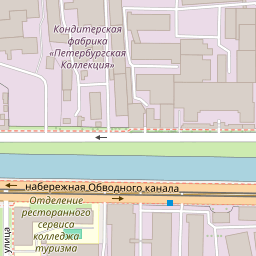 Кондитерская
фабрика
«Петербургская
Коллекция»
набережная Обводного канала
Отделение
ресторанного
сервиса
колледжа
туризма
улица